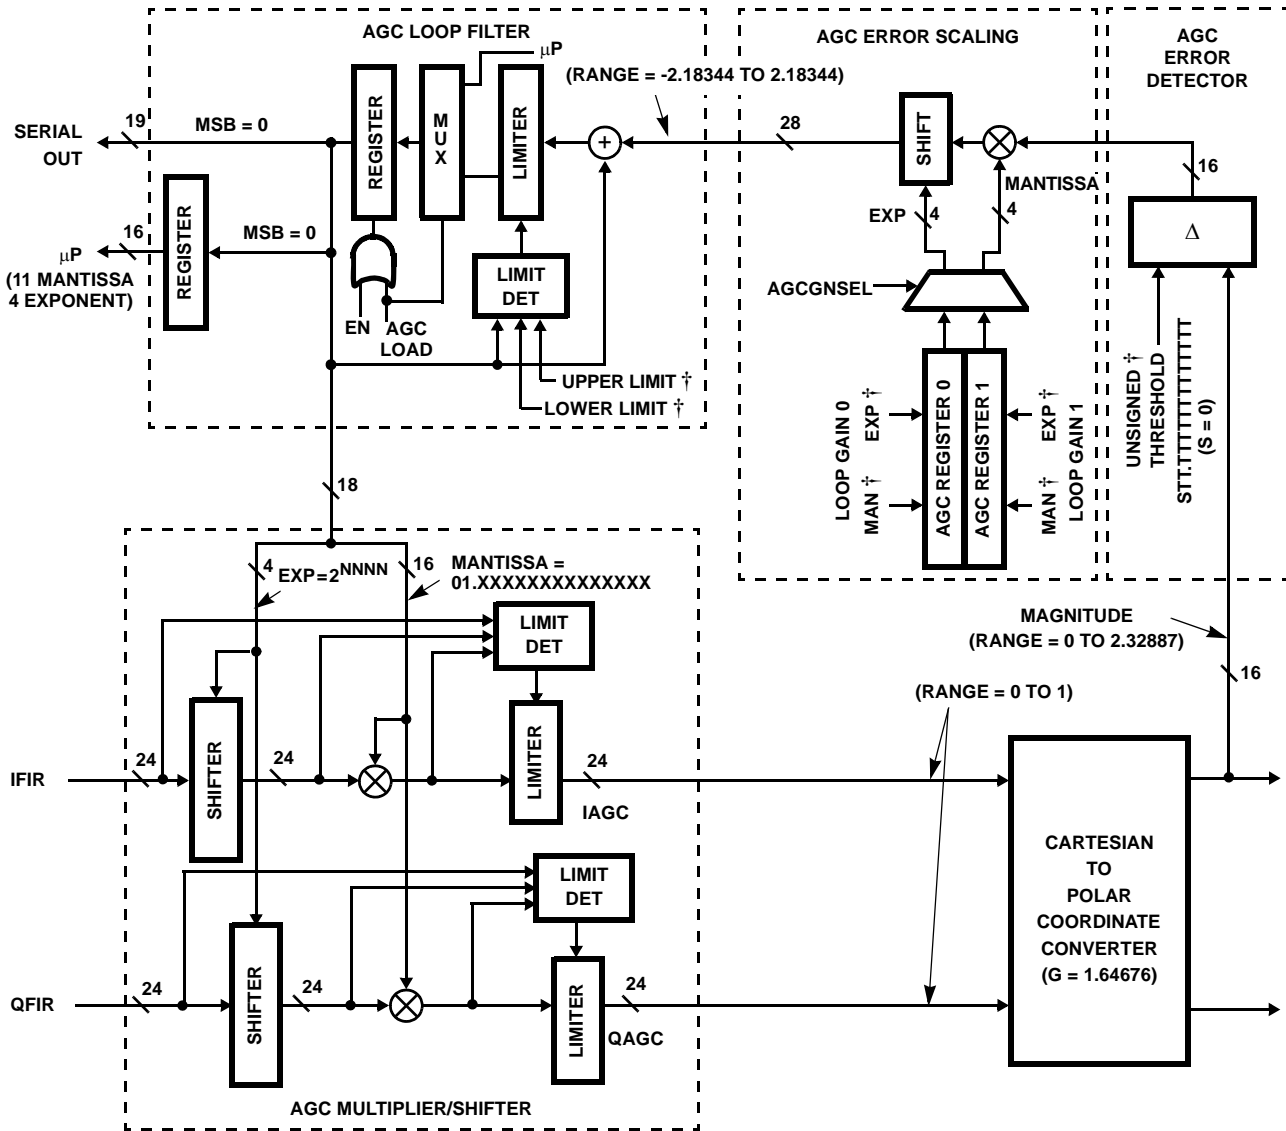 AGC LOOP FILTER
μP
REGISTER
MUX
LIMITER
+
SERIAL
OUT
19
MSB = 0
REGISTER
16
MSB = 0
μP
(11 MANTISSA
4 EXPONENT)
LIMIT
DET
EN
AGC
LOAD
UPPER LIMIT †
LOWER LIMIT †
(RANGE = -2.18344 TO 2.18344)
28
AGC ERROR SCALING
SHIFT
MANTISSA
EXP
4
4
AGCGNSEL
AGC REGISTER 0
AGC REGISTER 1
LOOP GAIN 0
EXP †
MAN †
EXP †
MAN †
LOOP GAIN 1
AGC
ERROR
DETECTOR
16
Δ
UNSIGNED †
THRESHOLD
STT.TTTTTTTTTTTTT
(S = 0)
18
4
EXP=2NNNN
16
MANTISSA =
01.XXXXXXXXXXXXXX
LIMIT
DET
MAGNITUDE
(RANGE = 0 TO 2.32887)
16
(RANGE = 0 TO 1)
IFIR
24
SHIFTER
24
LIMITER
24
IAGC
LIMIT
DET
QFIR
24
SHIFTER
24
LIMITER
24
QAGC
CARTESIAN
TO
POLAR
COORDINATE
CONVERTER
(G = 1.64676)
AGC MULTIPLIER/SHIFTER